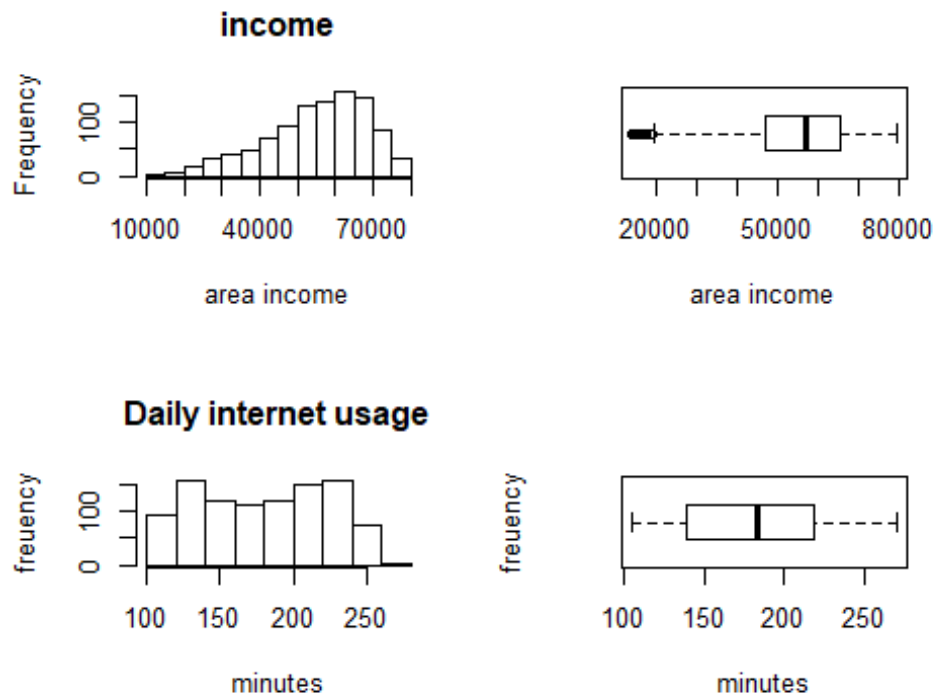 income
Frequency
100
0
10000 40000 70000
area income
20000 50000 80000
area income
Daily internet usage
freuency
100
0
100 150 200 250
minutes
freuency
100 150 200 250
minutes